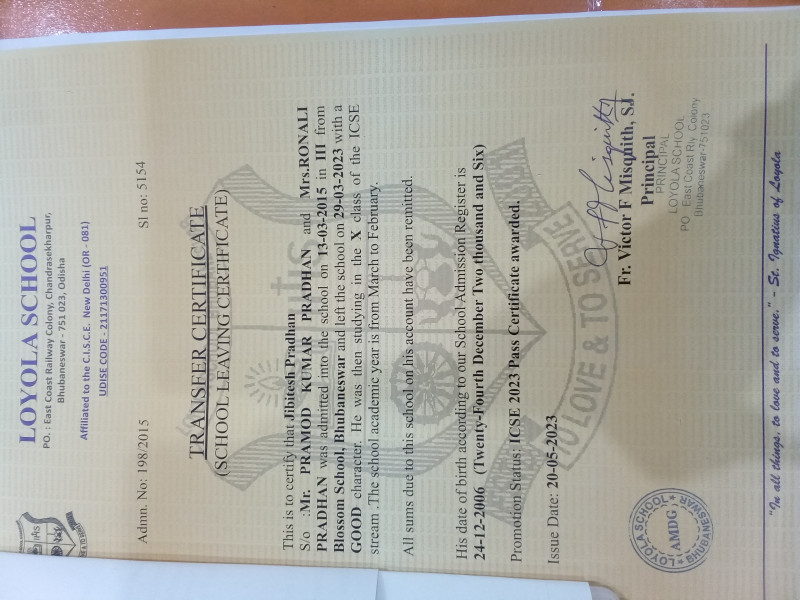 LOYOLA SCHOOL
PO. : East Coast Railway Colony, Chandrasekharpur,
Bhubaneswar - 751 023, Odisha
Affiliated to the C.I.S.C.E. New Delhi (OR - 081)
UDISE CODE - 21171300951
Admn. No: 198/2015 Sl no: 5154
TRANSFER CERTIFICATE
(SCHOOL LEAVING CERTIFICATE)
This is to certify that Jibitesh Pradhan
S/o :Mr. PRAMOD KUMAR PRADHAN and Mrs.RONALI
PRADHAN was admitted into the school on 13-03-2015 in III from
Blossom School, Bhubaneswar and left the school on 29-03-2023 with a
GOOD character. He was then studying in the X class of the ICSE
stream .The school academic year is from March to February.
All sums due to this school on this account have been remitted.
His date of birth according to our School Admission Register is
24-12-2006 (Twenty-Fourth December Two thousand and Six)
Promotion Status: ICSE 2023 Pass Certificate awarded.
Issue Date: 20-05-2023
Fr. Victor F Misquith, SJ.
Principal
PRINCIPAL
LOYOLA SCHOOL
PO East Coast Rly. Colony
Bhubaneswar-751023
TO LOVE & TO SERVE
LOYOLA SCHOOL
AMDG
BHUBANESWAR
"In all things, to love and to serve." - St. Ignatius of Loyola